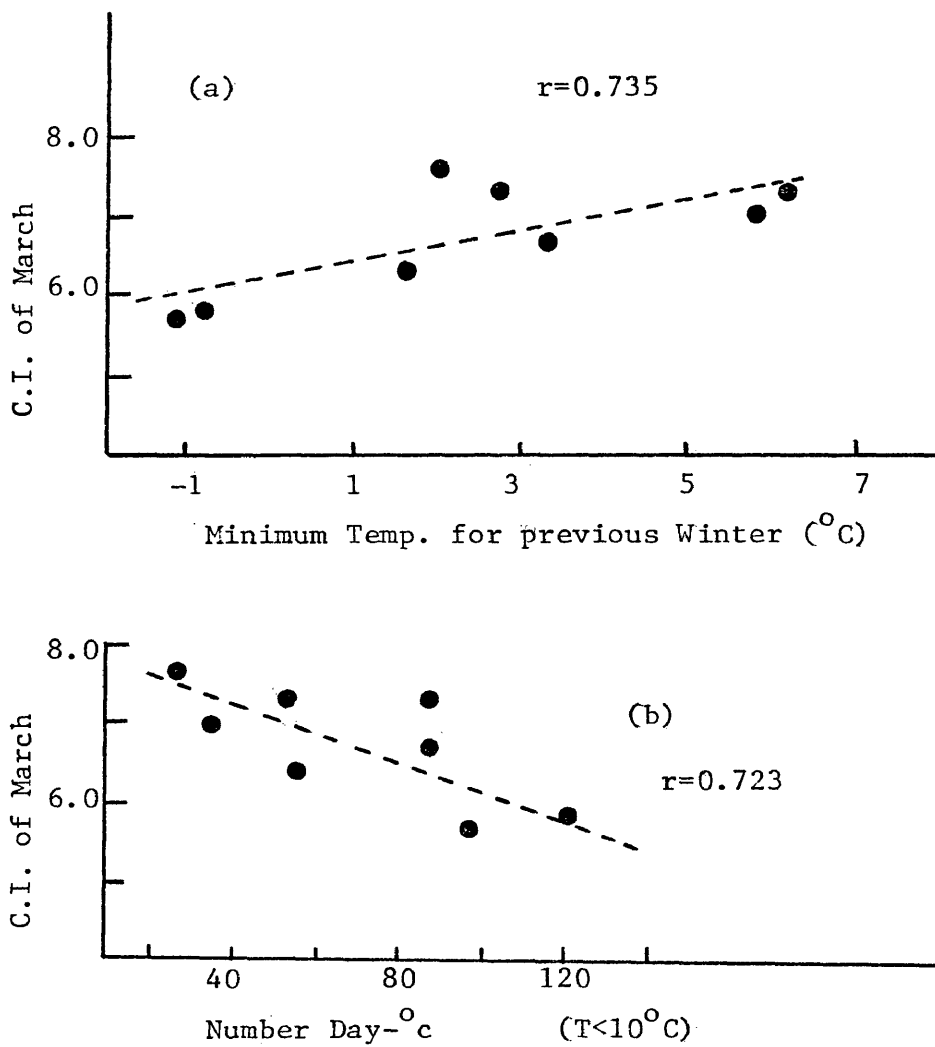 (a) r=0.735
8.0
6.0
C.I. of March
-1 1 3 5 7
Minimum Temp. for previous Winter (°C)
8.0
(b)
6.0
r=0.723
C.I. of March
40 80 120
Number Day-°c (T<10°C)